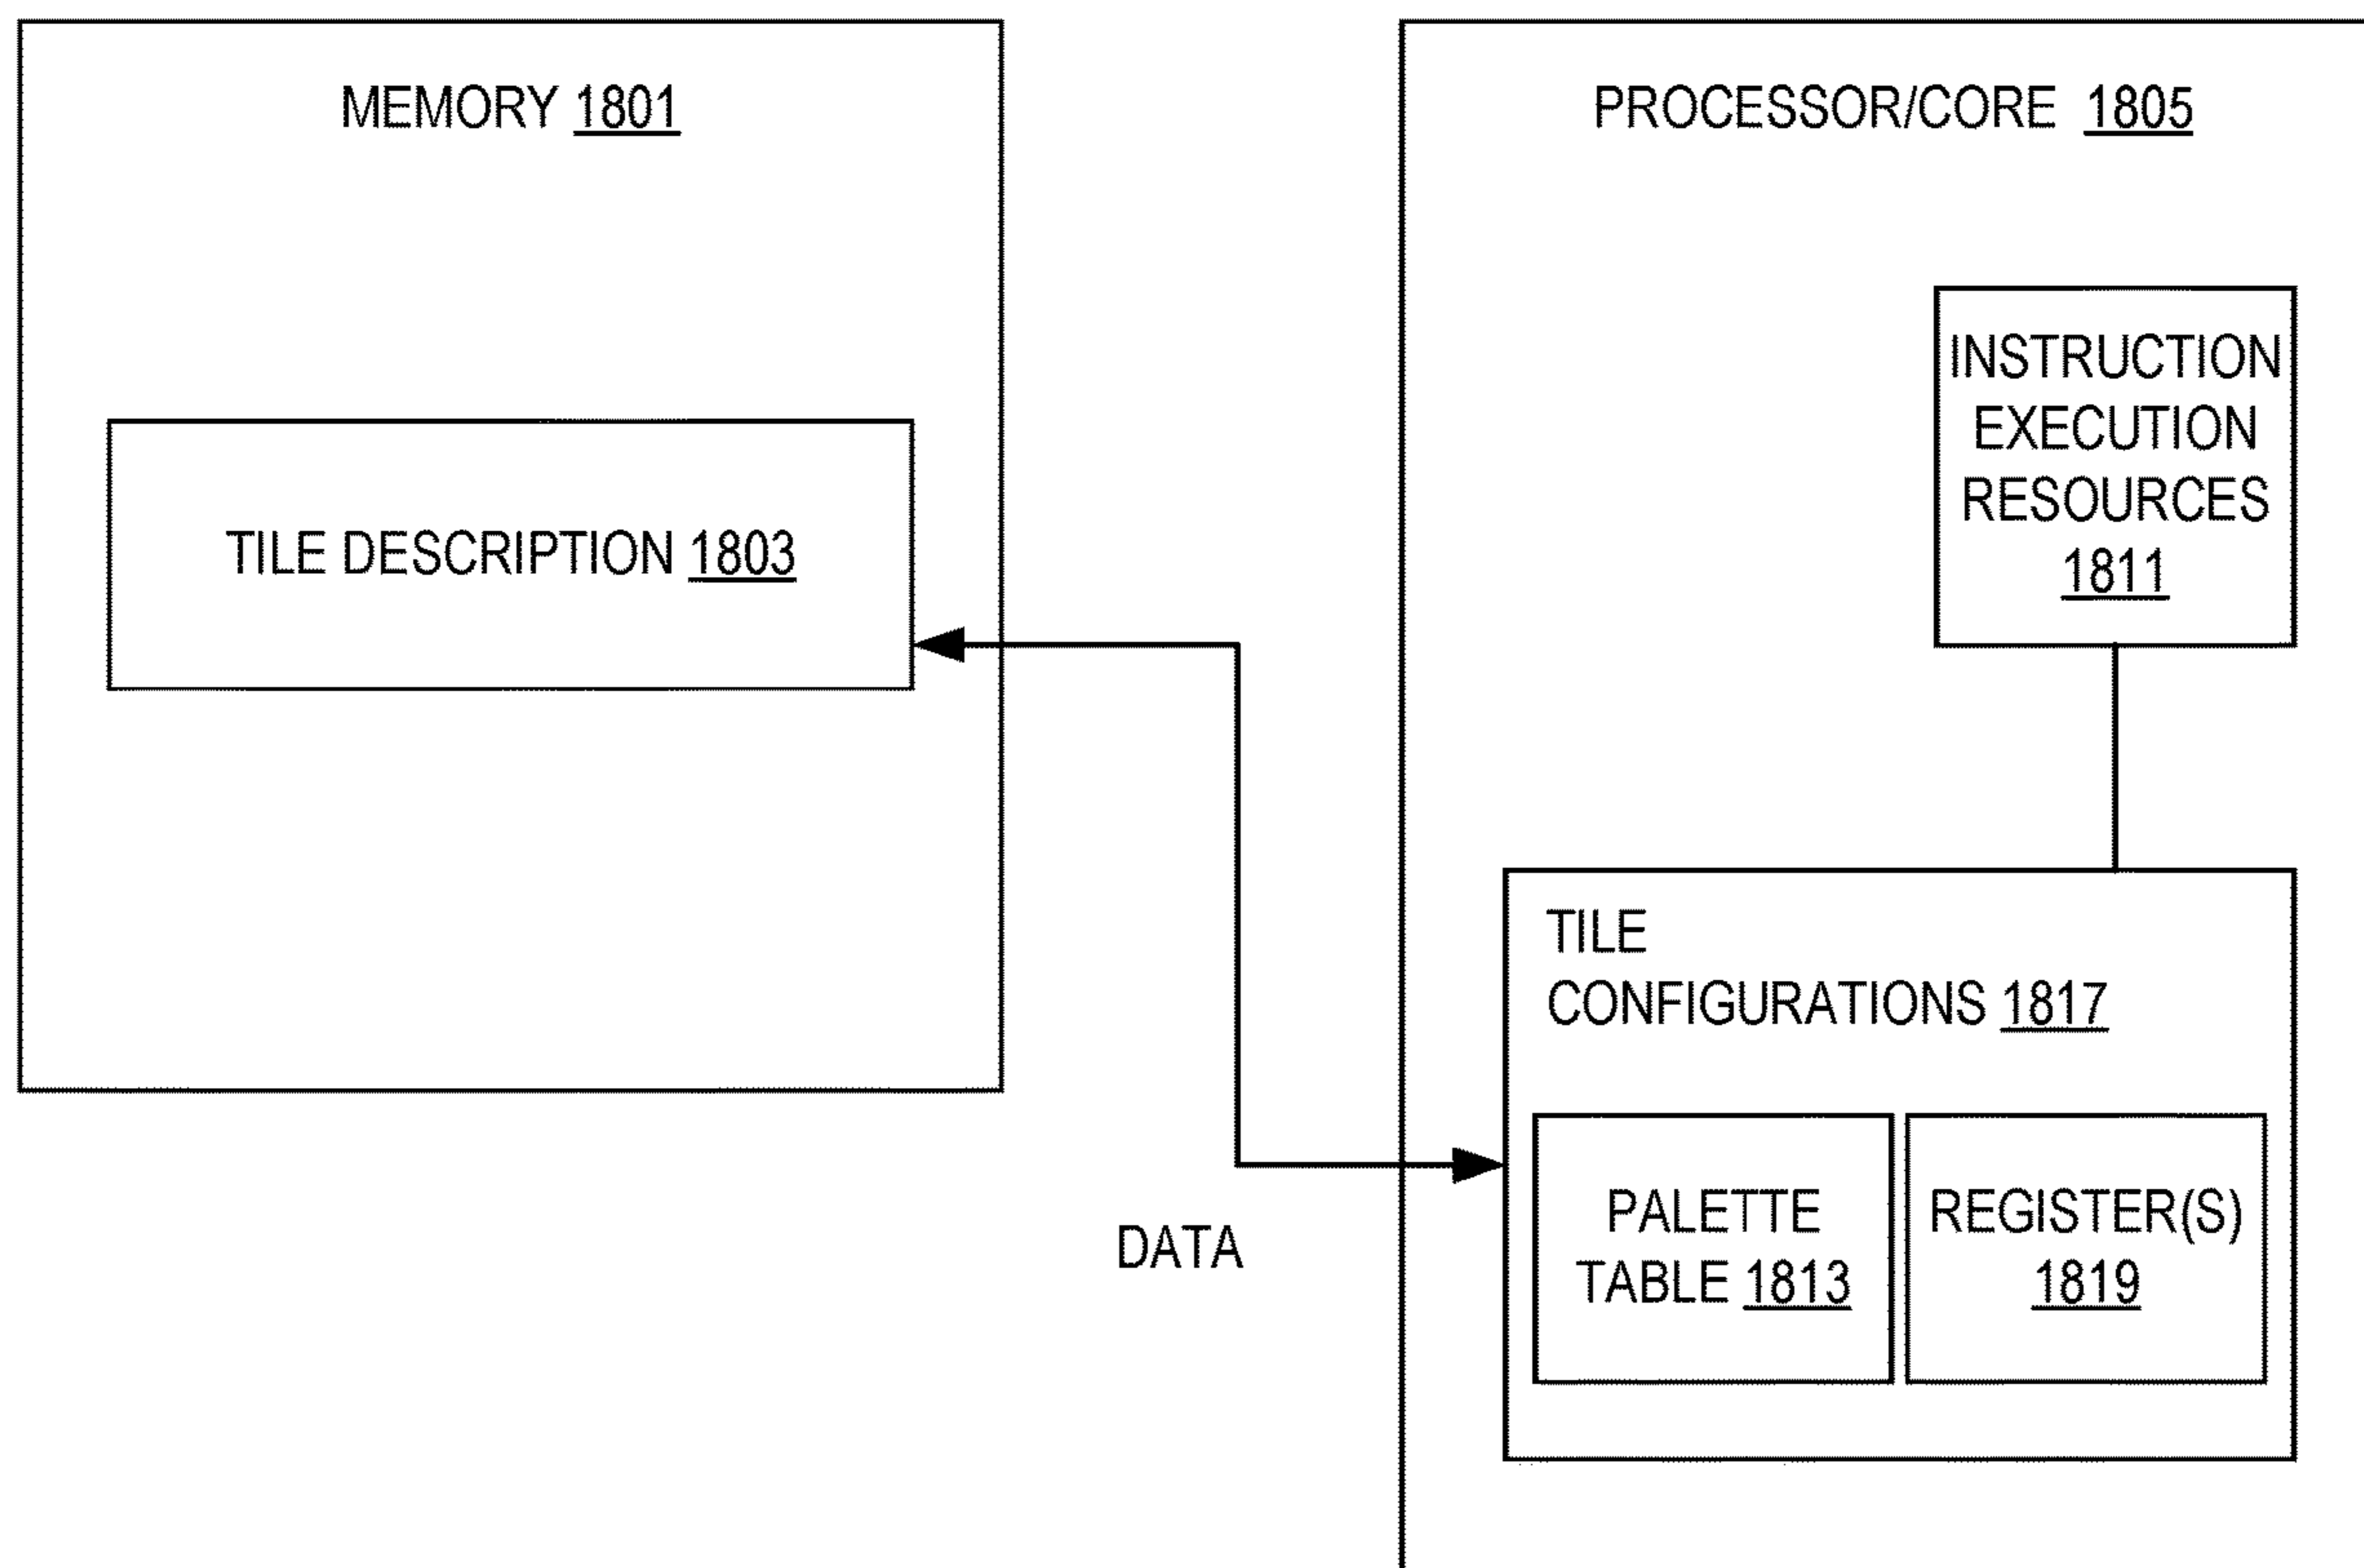 MEMORY 1801
TILE DESCRIPTION 1803
DATA
PROCESSOR/CORE 1805
INSTRUCTION
EXECUTION
RESOURCES
1811
TILE
CONFIGURATIONS 1817
PALETTE
TABLE 1813
REGISTER(S)
1819